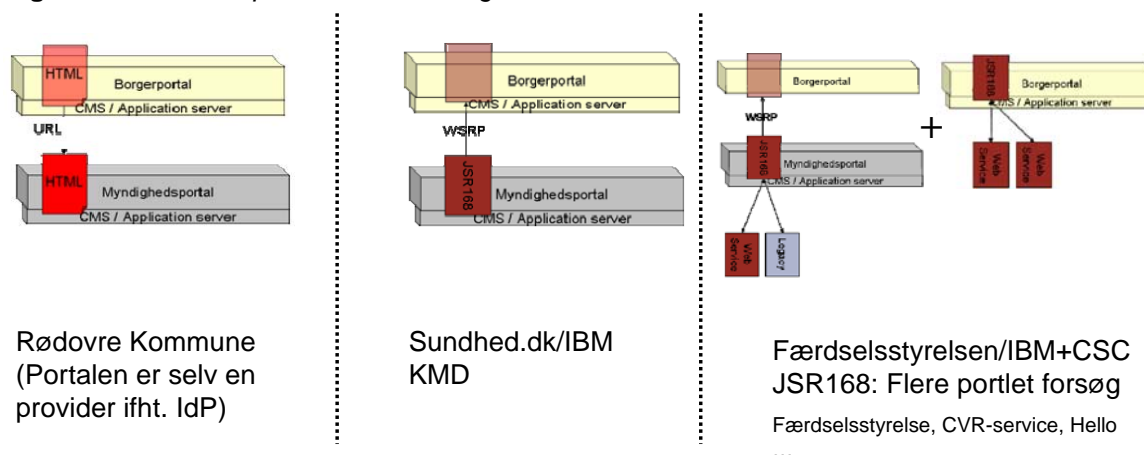 HTML
Borgerportal
CMS / Application server
URL
HTML
Myndighedsportal
CMS / Application server
Rødovre Kommune
(Portalen er selv en
provider ifht. IdP)
Borgerportal
CMS / Application server
WSRP
JSR168
Myndighedsportal
CMS / Application server
Sundhed.dk/IBM
KMD
Borgerportal
CMS / Application server
WSRP
JSR168
Myndighedsportal
CMS / Application server
Web
Service
Legacy
+
JSR168
Borgerportal
CMS / Application server
Web
Service
Web
Service
Færdselsstyrelsen/IBM+CSC
JSR168: Flere portlet forsøg
Færdselsstyrelse, CVR-service, Hello